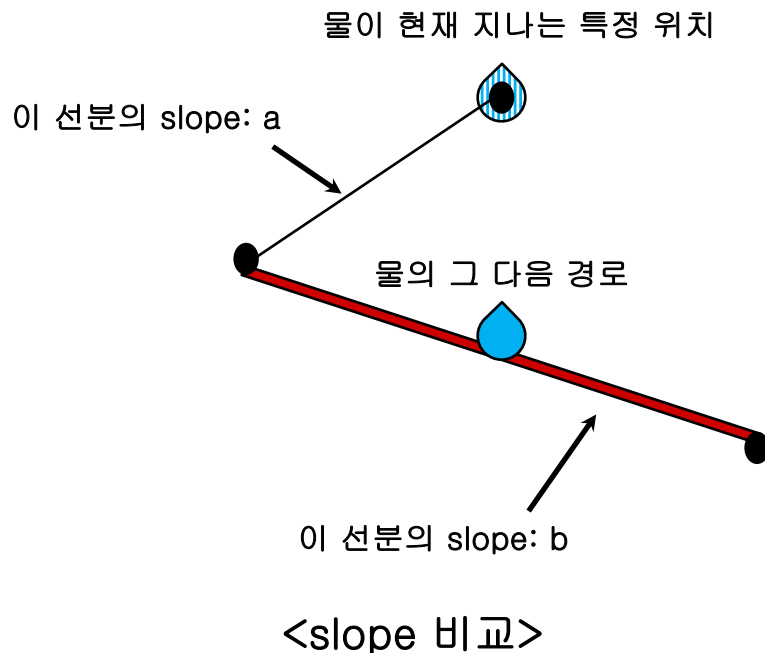 물이 현재 지나는 특정 위치
이 선분의 slope: a
물의 그 다음 경로
이 선분의 slope: b
<slope 비교>